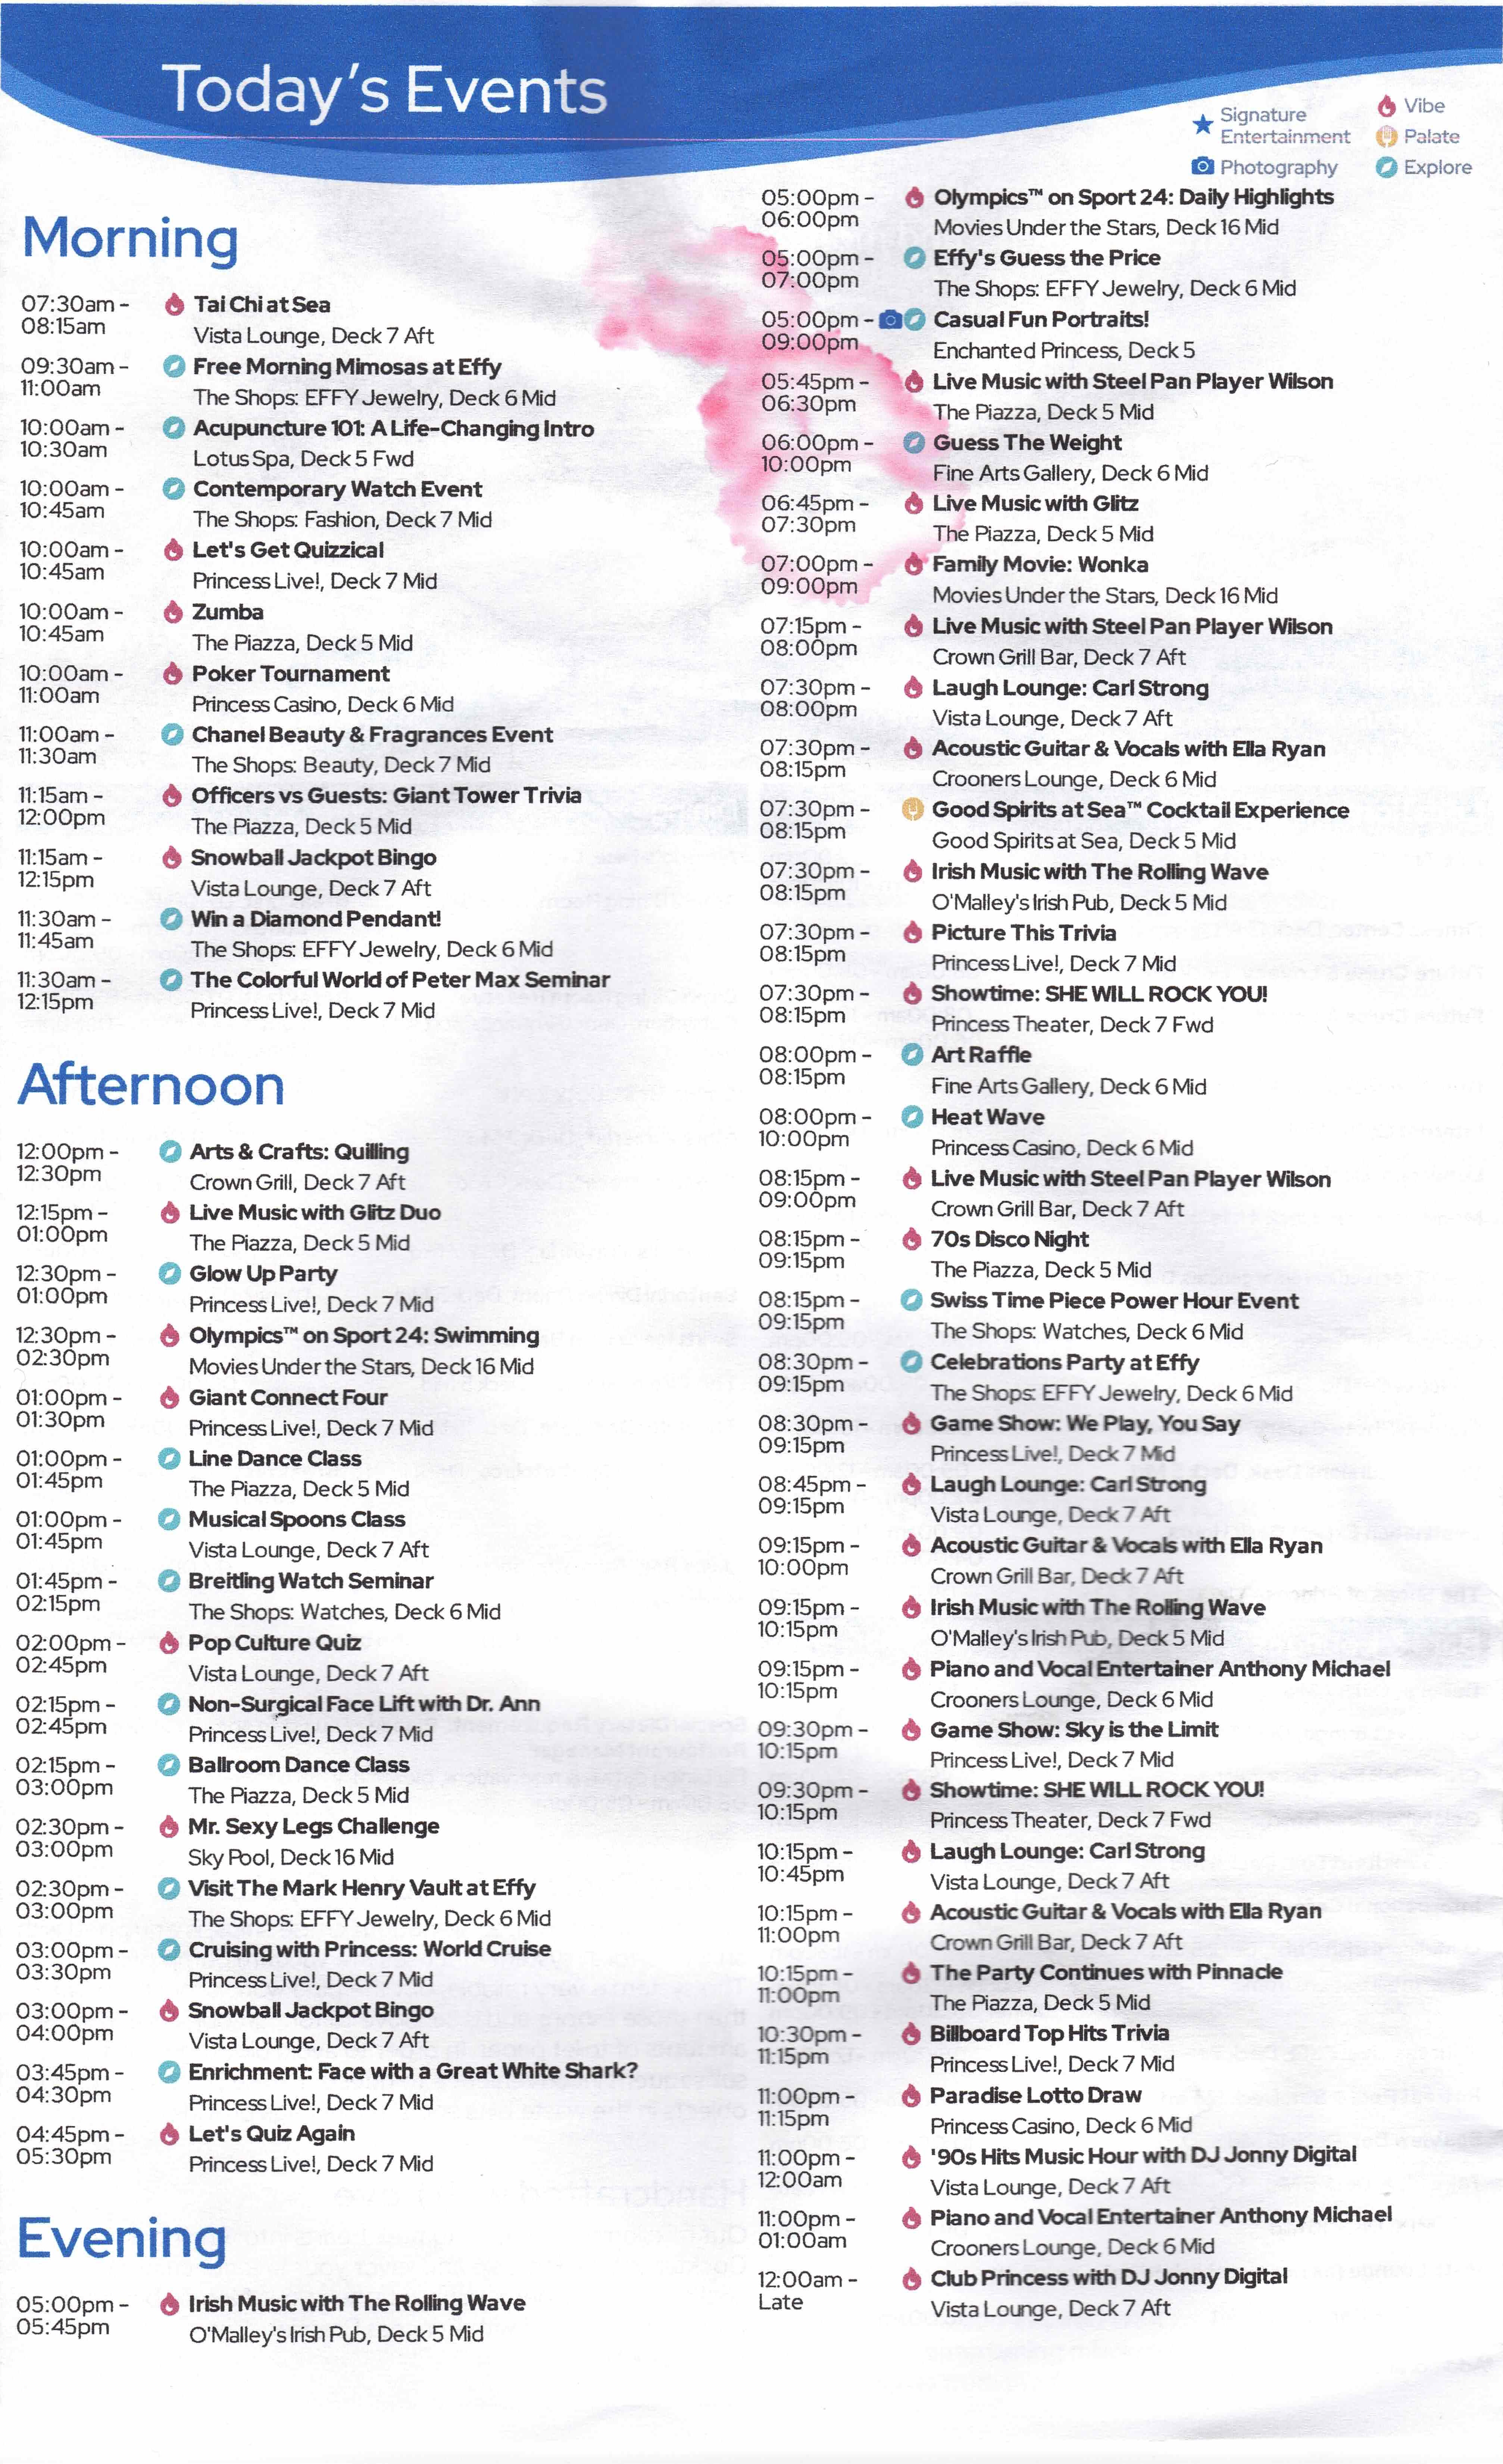 Today's Events
Signature
Entertainment
Photography
Vibe
Palate
Explore
Morning
07:30am - Tai Chi at Sea
08:15am
Vista Lounge, Deck 7 Aft
09:30am - Free Morning Mimosas at Effy
11:00am
The Shops: EFFY Jewelry, Deck 6 Mid
10:00am - Acupuncture 101: A Life-Changing Intro
10:30am
Lotus Spa, Deck 5 Fwd
10:00am - Contemporary Watch Event
10:45am
The Shops: Fashion, Deck 7 Mid
10:00am - Let's Get Quizzical
10:45am
Princess Live!, Deck 7 Mid
10:00am - Zumba
10:45am
The Piazza, Deck 5 Mid
10:00am - Poker Tournament
11:00am
Princess Casino, Deck 6 Mid
11:00am - Chanel Beauty & Fragrances Event
11:30am
The Shops: Beauty, Deck 7 Mid
11:15am - Officers vs Guests: Giant Tower Trivia
12:00pm
The Piazza, Deck 5 Mid
11:15am - Snowball Jackpot Bingo
12:15pm
Vista Lounge, Deck 7 Aft
11:30am - Win a Diamond Pendant!
11:45am
The Shops: EFFY Jewelry, Deck 6 Mid
11:30am - The Colorful World of Peter Max Seminar
12:15pm
Princess Live!, Deck 7 Mid
Afternoon
12:00pm - Arts & Crafts: Quilling
12:30pm
Crown Grill, Deck 7 Aft
12:15pm - Live Music with Glitz Duo
01:00pm
The Piazza, Deck 5 Mid
12:30pm - Glow Up Party
01:00pm
Princess Live!, Deck 7 Mid
12:30pm - Olympics™ on Sport 24: Swimming
02:30pm
Movies Under the Stars, Deck 16 Mid
01:00pm - Giant Connect Four
01:30pm
Princess Live!, Deck 7 Mid
01:00pm - Line Dance Class
01:45pm
The Piazza, Deck 5 Mid
01:00pm - Musical Spoons Class
01:45pm
Vista Lounge, Deck 7 Aft
01:45pm - Breitling Watch Seminar
02:15pm
The Shops: Watches, Deck 6 Mid
02:00pm - Pop Culture Quiz
02:45pm
Vista Lounge, Deck 7 Aft
02:15pm - Non-Surgical Face Lift with Dr. Ann
02:45pm
Princess Live!, Deck 7 Mid
02:15pm - Ballroom Dance Class
03:00pm
The Piazza, Deck 5 Mid
02:30pm - Mr. Sexy Legs Challenge
03:00pm
Sky Pool, Deck 16 Mid
02:30pm - Visit The Mark Henry Vault at Effy
03:00pm
The Shops: EFFY Jewelry, Deck 6 Mid
03:00pm - Cruising with Princess: World Cruise
03:30pm
Princess Live!, Deck 7 Mid
03:00pm - Snowball Jackpot Bingo
04:00pm
Vista Lounge, Deck 7 Aft
03:45pm - Enrichment: Face with a Great White Shark?
04:30pm
Princess Live!, Deck 7 Mid
04:45pm - Let's Quiz Again
05:30pm
Princess Live!, Deck 7 Mid
Evening
05:00pm - Irish Music with The Rolling Wave
05:45pm
O'Malley's Irish Pub, Deck 5 Mid
05:00pm - Olympics™ on Sport 24: Daily Highlights
06:00pm
Movies Under the Stars, Deck 16 Mid
05:00pm - Effy's Guess the Price
07:00pm
The Shops: EFFY Jewelry, Deck 6 Mid
05:00pm - Casual Fun Portraits!
09:00pm
Enchanted Princess, Deck 5
05:45pm - Live Music with Steel Pan Player Wilson
06:30pm
The Piazza, Deck 5 Mid
06:00pm - Guess The Weight
10:00pm
Fine Arts Gallery, Deck 6 Mid
06:45pm - Live Music with Glitz
07:30pm
The Piazza, Deck 5 Mid
07:00pm - Family Movie: Wonka
09:00pm
Movies Under the Stars, Deck 16 Mid
07:15pm - Live Music with Steel Pan Player Wilson
08:00pm
Crown Grill Bar, Deck 7 Aft
07:30pm - Laugh Lounge: Carl Strong
08:00pm
Vista Lounge, Deck 7 Aft
07:30pm - Acoustic Guitar & Vocals with Ella Ryan
08:15pm
Crooners Lounge, Deck 6 Mid
07:30pm - Good Spirits at Sea™ Cocktail Experience
08:15pm
Good Spirits at Sea, Deck 5 Mid
07:30pm - Irish Music with The Rolling Wave
08:15pm
O'Malley's Irish Pub, Deck 5 Mid
07:30pm - Picture This Trivia
08:15pm
Princess Live!, Deck 7 Mid
07:30pm - Showtime: SHE WILL ROCK YOU!
08:15pm
Princess Theater, Deck 7 Fwd
08:00pm - Art Raffle
08:15pm
Fine Arts Gallery, Deck 6 Mid
08:00pm - Heat Wave
10:00pm
Princess Casino, Deck 6 Mid
08:15pm - Live Music with Steel Pan Player Wilson
09:00pm
Crown Grill Bar, Deck 7 Aft
08:15pm - 70s Disco Night
09:15pm
The Piazza, Deck 5 Mid
08:15pm - Swiss Time Piece Power Hour Event
09:15pm
The Shops: Watches, Deck 6 Mid
08:30pm - Celebrations Party at Effy
09:15pm
The Shops: EFFY Jewelry, Deck 6 Mid
08:30pm - Game Show: We Play, You Say
09:15pm
Princess Live!, Deck 7 Mid
08:45pm - Laugh Lounge: Carl Strong
09:15pm
Vista Lounge, Deck 7 Aft
09:15pm - Acoustic Guitar & Vocals with Ella Ryan
10:00pm
Crown Grill Bar, Deck 7 Aft
09:15pm - Irish Music with The Rolling Wave
10:15pm
O'Malley's Irish Pub, Deck 5 Mid
09:15pm - Piano and Vocal Entertainer Anthony Michael
10:15pm
Crooners Lounge, Deck 6 Mid
09:30pm - Game Show: Sky is the Limit
10:15pm
Princess Live!, Deck 7 Mid
09:30pm - Showtime: SHE WILL ROCK YOU!
10:15pm
Princess Theater, Deck 7 Fwd
10:15pm - Laugh Lounge: Carl Strong
10:45pm
Vista Lounge, Deck 7 Aft
10:15pm - Acoustic Guitar & Vocals with Ella Ryan
11:00pm
Crown Grill Bar, Deck 7 Aft
10:15pm - The Party Continues with Pinnacle
11:00pm
The Piazza, Deck 5 Mid
10:30pm - Billboard Top Hits Trivia
11:15pm
Princess Live!, Deck 7 Mid
11:00pm - Paradise Lotto Draw
11:15pm
Princess Casino, Deck 6 Mid
11:00pm - '90s Hits Music Hour with DJ Jonny Digital
12:00am
Vista Lounge, Deck 7 Aft
11:00pm - Piano and Vocal Entertainer Anthony Michael
01:00am
Crooners Lounge, Deck 6 Mid
12:00am - Club Princess with DJ Jonny Digital
Late
Vista Lounge, Deck 7 Aft